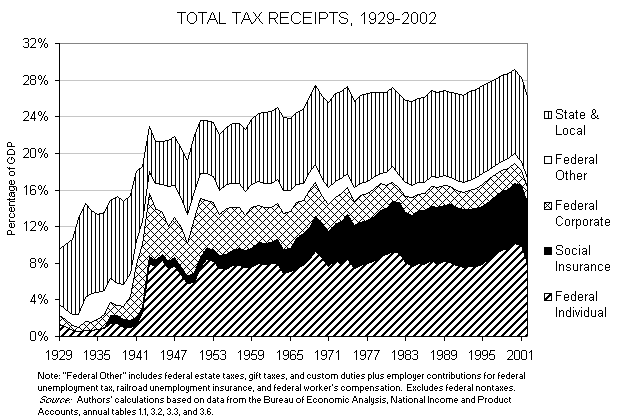 TOTAL TAX RECEIPTS, 1929-2002
32%
28%
24%
20%
16%
12%
8%
4%
0%
Percentage of GDP
1929 1935 1941 1947 1953 1959 1965 1971 1977 1983 1989 1995 2001
State &
Local
Federal
Other
Federal
Corporate
Social
Insurance
Federal
Individual
Note: "Federal Other" includes federal estate taxes, gift taxes, and custom duties plus employer contributions for federal
unemployment tax, railroad unemployment insurance, and federal worker's compensation. Excludes federal nontaxes.
Source: Authors' calculations based on data from the Bureau of Economic Analysis, National Income and Product
Accounts, annual tables 1.1, 3.2, 3.3, and 3.6.